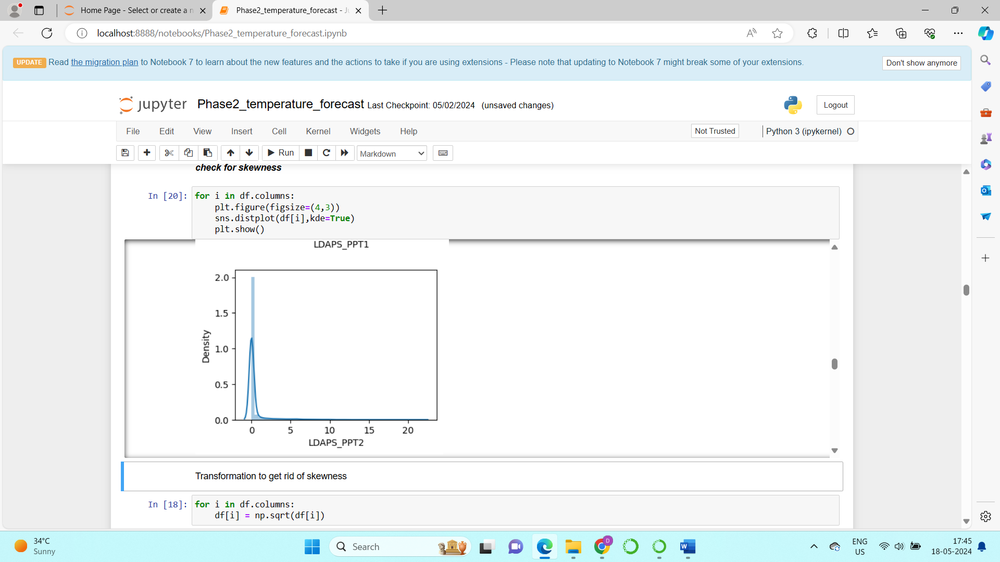 Home Page - Select or create a n
Phase2_temperature_forecast - Ju
localhost:8888/notebooks/Phase2_temperature_forecast.ipynb
UPDATE Read the migration plan to Notebook 7 to learn about the new features and the actions to take if you are using extensions - Please note that updating to Notebook 7 might break some of your extensions.
Don't show anymore
jupyter Phase2_temperature_forecast Last Checkpoint: 05/02/2024 (unsaved changes)
Logout
File Edit View Insert Cell Kernel Widgets Help
Not Trusted
Python 3 (ipykernel)
Run
Markdown
check for skewness
In [20]: for i in df.columns:
    plt.figure(figsize=(4,3))
    sns.distplot(df[i],kde=True)
    plt.show()
LDAPS_PPT1
2.0
1.5
1.0
0.5
0.0
Density
0 5 10 15 20
LDAPS_PPT2
Transformation to get rid of skewness
In [18]: for i in df.columns:
    df[i] = np.sqrt(df[i])
34°C
Sunny
Search
D
W
ENG
US
17:45
18-05-2024